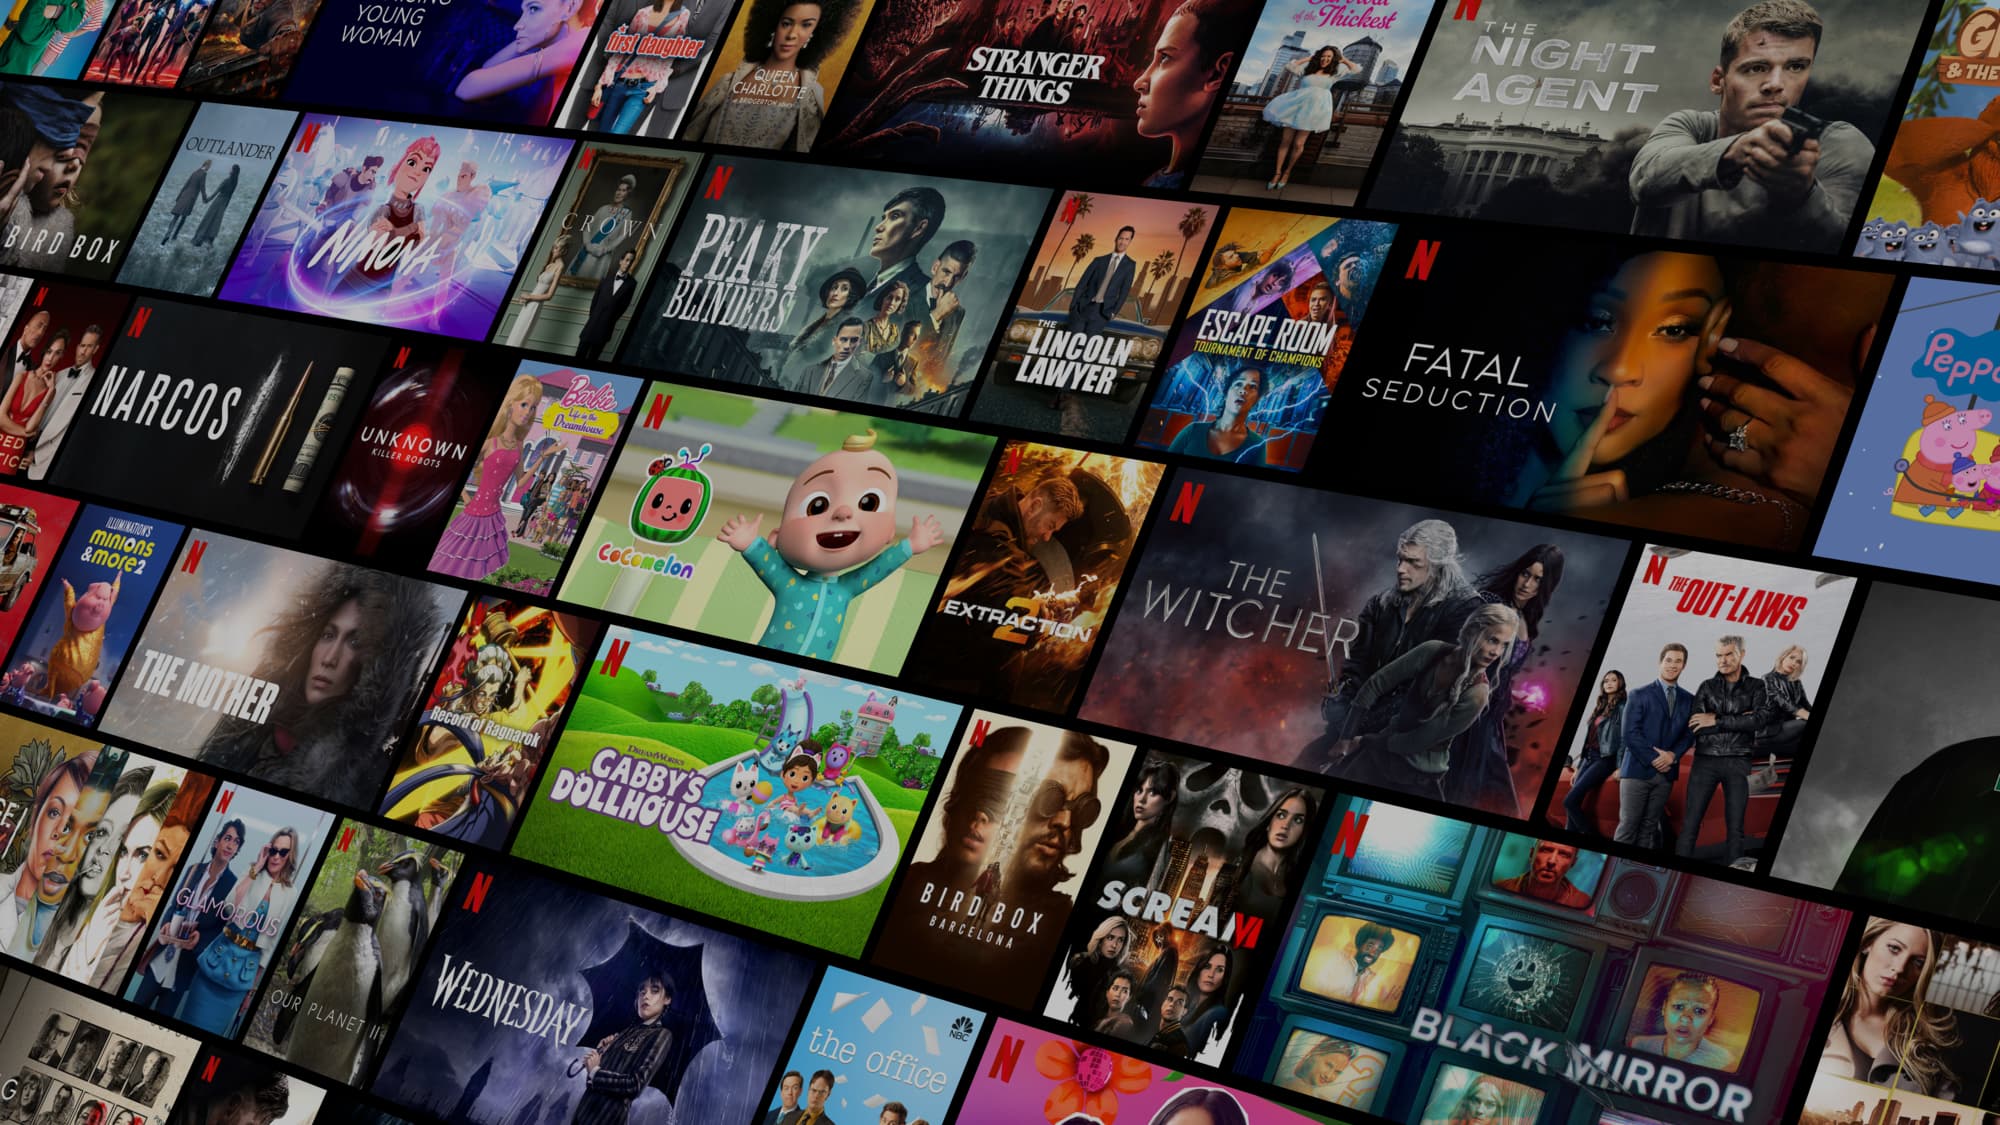 YOUNG
WOMAN
first daughter
QUEEN
CHARLOTTE
STRANGER
THINGS
of the Thickest
N
THE
NIGHT
AGENT
& THE
BIRD BOX
OUTLANDER
N
NIMONA
N
CROWN
N
PEAKY
BLINDERS
N
THE
LINCOLN
LAWYER
ESCAPE ROOM
TOURNAMENT OF CHAMPIONS
N
FATAL
SEDUCTION
N
N
NARCOS
N
UNKNOWN
KILLER ROBOTS
Barbie
Life in the
Dreamhouse
N
CoComelon
N
EXTRACTION
2
N
THE
WITCHER
N
THE OUT-LAWS
ILLUMINATION'S
minions
&more2
N
THE MOTHER
N
Record of Ragnarok
N
DREAMWORKS
GABBY'S
DOLLHOUSE
N
BIRD BOX
BARCELONA
SCREAM VI
N
BLACK MIRROR
N
GLAMOROUS
N
OUR PLANET II
N
WEDNESDAY
NBC
the office
N
N